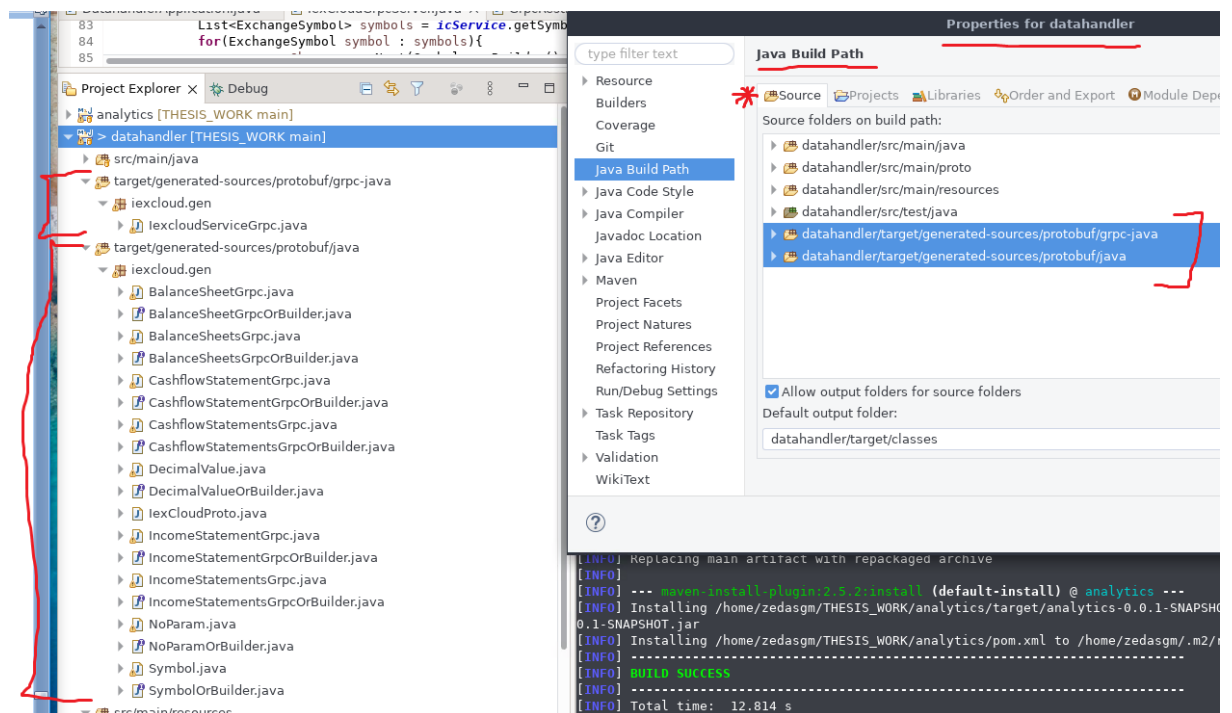 DatahandlerApplication.java
83 List<ExchangeSymbol> symbols = icService.getSymb
84 for(ExchangeSymbol symbol : symbols){
85
Project Explorer × Debug
analytics [THESIS_WORK main]
> datahandler [THESIS_WORK main]
src/main/java
target/generated-sources/protobuf/grpc-java
iexcloud.gen
IexcloudServiceGrpc.java
target/generated-sources/protobuf/java
iexcloud.gen
BalanceSheetGrpc.java
BalanceSheetGrpcOrBuilder.java
BalanceSheetsGrpc.java
BalanceSheetsGrpcOrBuilder.java
CashflowStatementGrpc.java
CashflowStatementGrpcOrBuilder.java
CashflowStatementsGrpc.java
CashflowStatementsGrpcOrBuilder.java
DecimalValue.java
DecimalValueOrBuilder.java
IexCloudProto.java
IncomeStatementGrpc.java
IncomeStatementGrpcOrBuilder.java
IncomeStatementsGrpc.java
IncomeStatementsGrpcOrBuilder.java
NoParam.java
NoParamOrBuilder.java
Symbol.java
SymbolOrBuilder.java
src/main/resources
Properties for datahandler
type filter text
Resource
Builders
Coverage
Git
Java Build Path
Java Code Style
Java Compiler
Javadoc Location
Java Editor
Maven
Project Facets
Project Natures
Project References
Refactoring History
Run/Debug Settings
Task Repository
Task Tags
Validation
WikiText
Java Build Path
Source Projects Libraries Order and Export Module Depe
Source folders on build path:
datahandler/src/main/java
datahandler/src/main/proto
datahandler/src/main/resources
datahandler/src/test/java
datahandler/target/generated-sources/protobuf/grpc-java
datahandler/target/generated-sources/protobuf/java
Allow output folders for source folders
Default output folder:
datahandler/target/classes
?
[INFO] Replacing main artifact with repackaged archive
[INFO]
[INFO] --- maven-install-plugin:2.5.2:install (default-install) @ analytics ---
[INFO] Installing /home/zedasgm/THESIS_WORK/analytics/target/analytics-0.0.1-SNAPSHO
0.1-SNAPSHOT.jar
[INFO] Installing /home/zedasgm/THESIS_WORK/analytics/pom.xml to /home/zedasgm/.m2/r
[INFO] ------------------------------------------------------------------------
[INFO] BUILD SUCCESS
[INFO] ------------------------------------------------------------------------
[INFO] Total time: 12.814 s